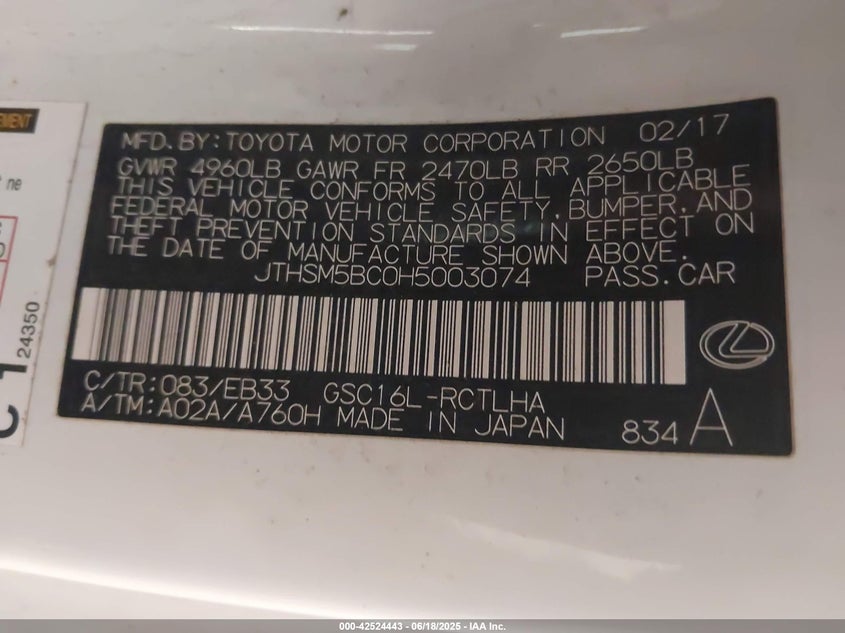 EMENT
ne
24350
C 1
MFD.BY:TOYOTA MOTOR CORPORATION 02/17
GVWR 4960LB GAWR FR 2470LB RR 2650LB
THIS VEHICLE CONFORMS TO ALL APPLICABLE
FEDERAL MOTOR VEHICLE SAFETY,BUMPER,AND
THEFT PREVENTION STANDARDS IN EFFECT ON
THE DATE OF MANUFACTURE SHOWN ABOVE.
JTHSM5BC0H5003074 PASS.CAR
C/TR:083/EB33 GSC16L-RCTLHA
A/TM:A02A/A760H MADE IN JAPAN 834 A
000-42524443 - 06/18/2025 - IAA Inc.